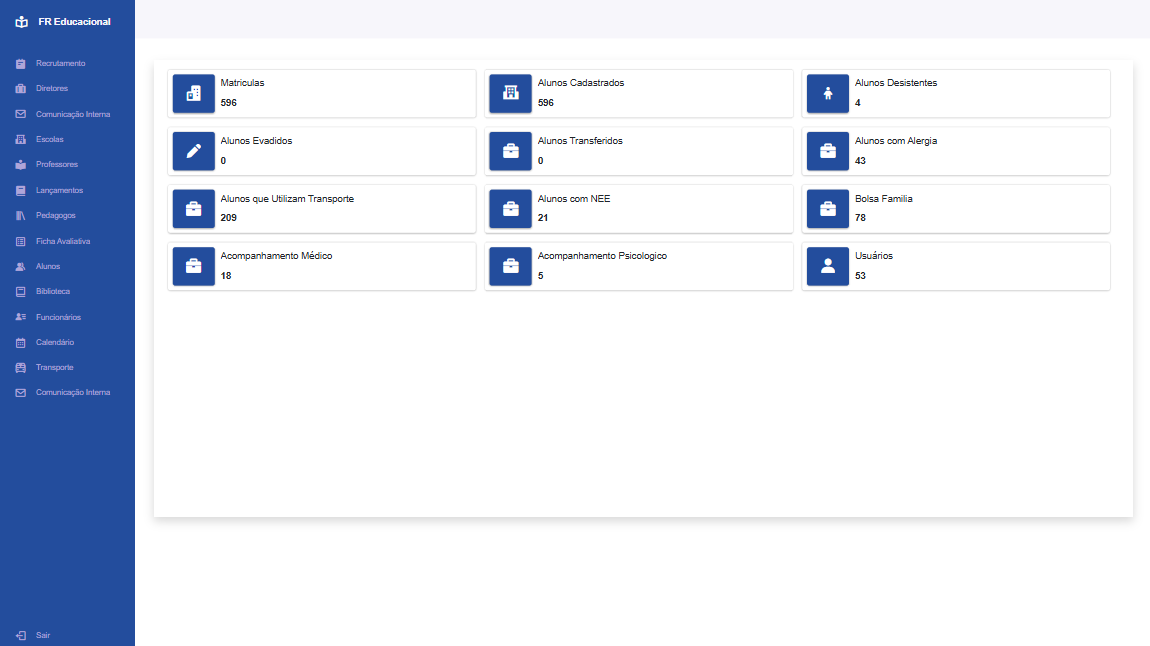 FR Educacional
Recrutamento
Diretores
Comunicação Interna
Escolas
Professores
Lançamentos
Pedagogos
Ficha Avaliativa
Alunos
Biblioteca
Funcionários
Calendário
Transporte
Comunicação Interna
Sair
Matriculas
596
Alunos Cadastrados
596
Alunos Desistentes
4
Alunos Evadidos
0
Alunos Transferidos
0
Alunos com Alergia
43
Alunos que Utilizam Transporte
209
Alunos com NEE
21
Bolsa Familia
78
Acompanhamento Médico
18
Acompanhamento Psicologico
5
Usuários
53